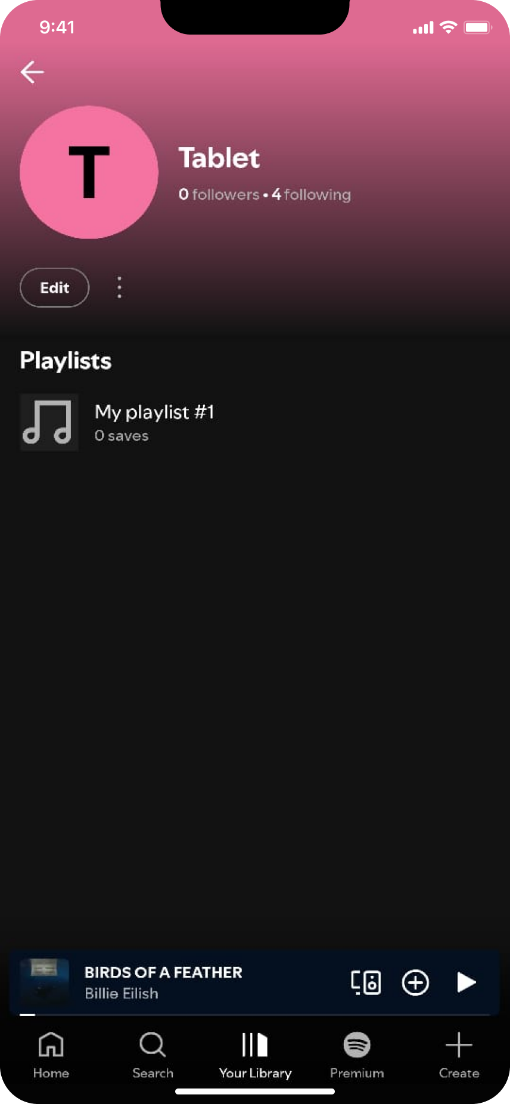 9:41
T
Tablet
0 followers • 4 following
Edit
Playlists
My playlist #1
0 saves
BIRDS OF A FEATHER
Billie Eilish
Home Search Your Library Premium Create